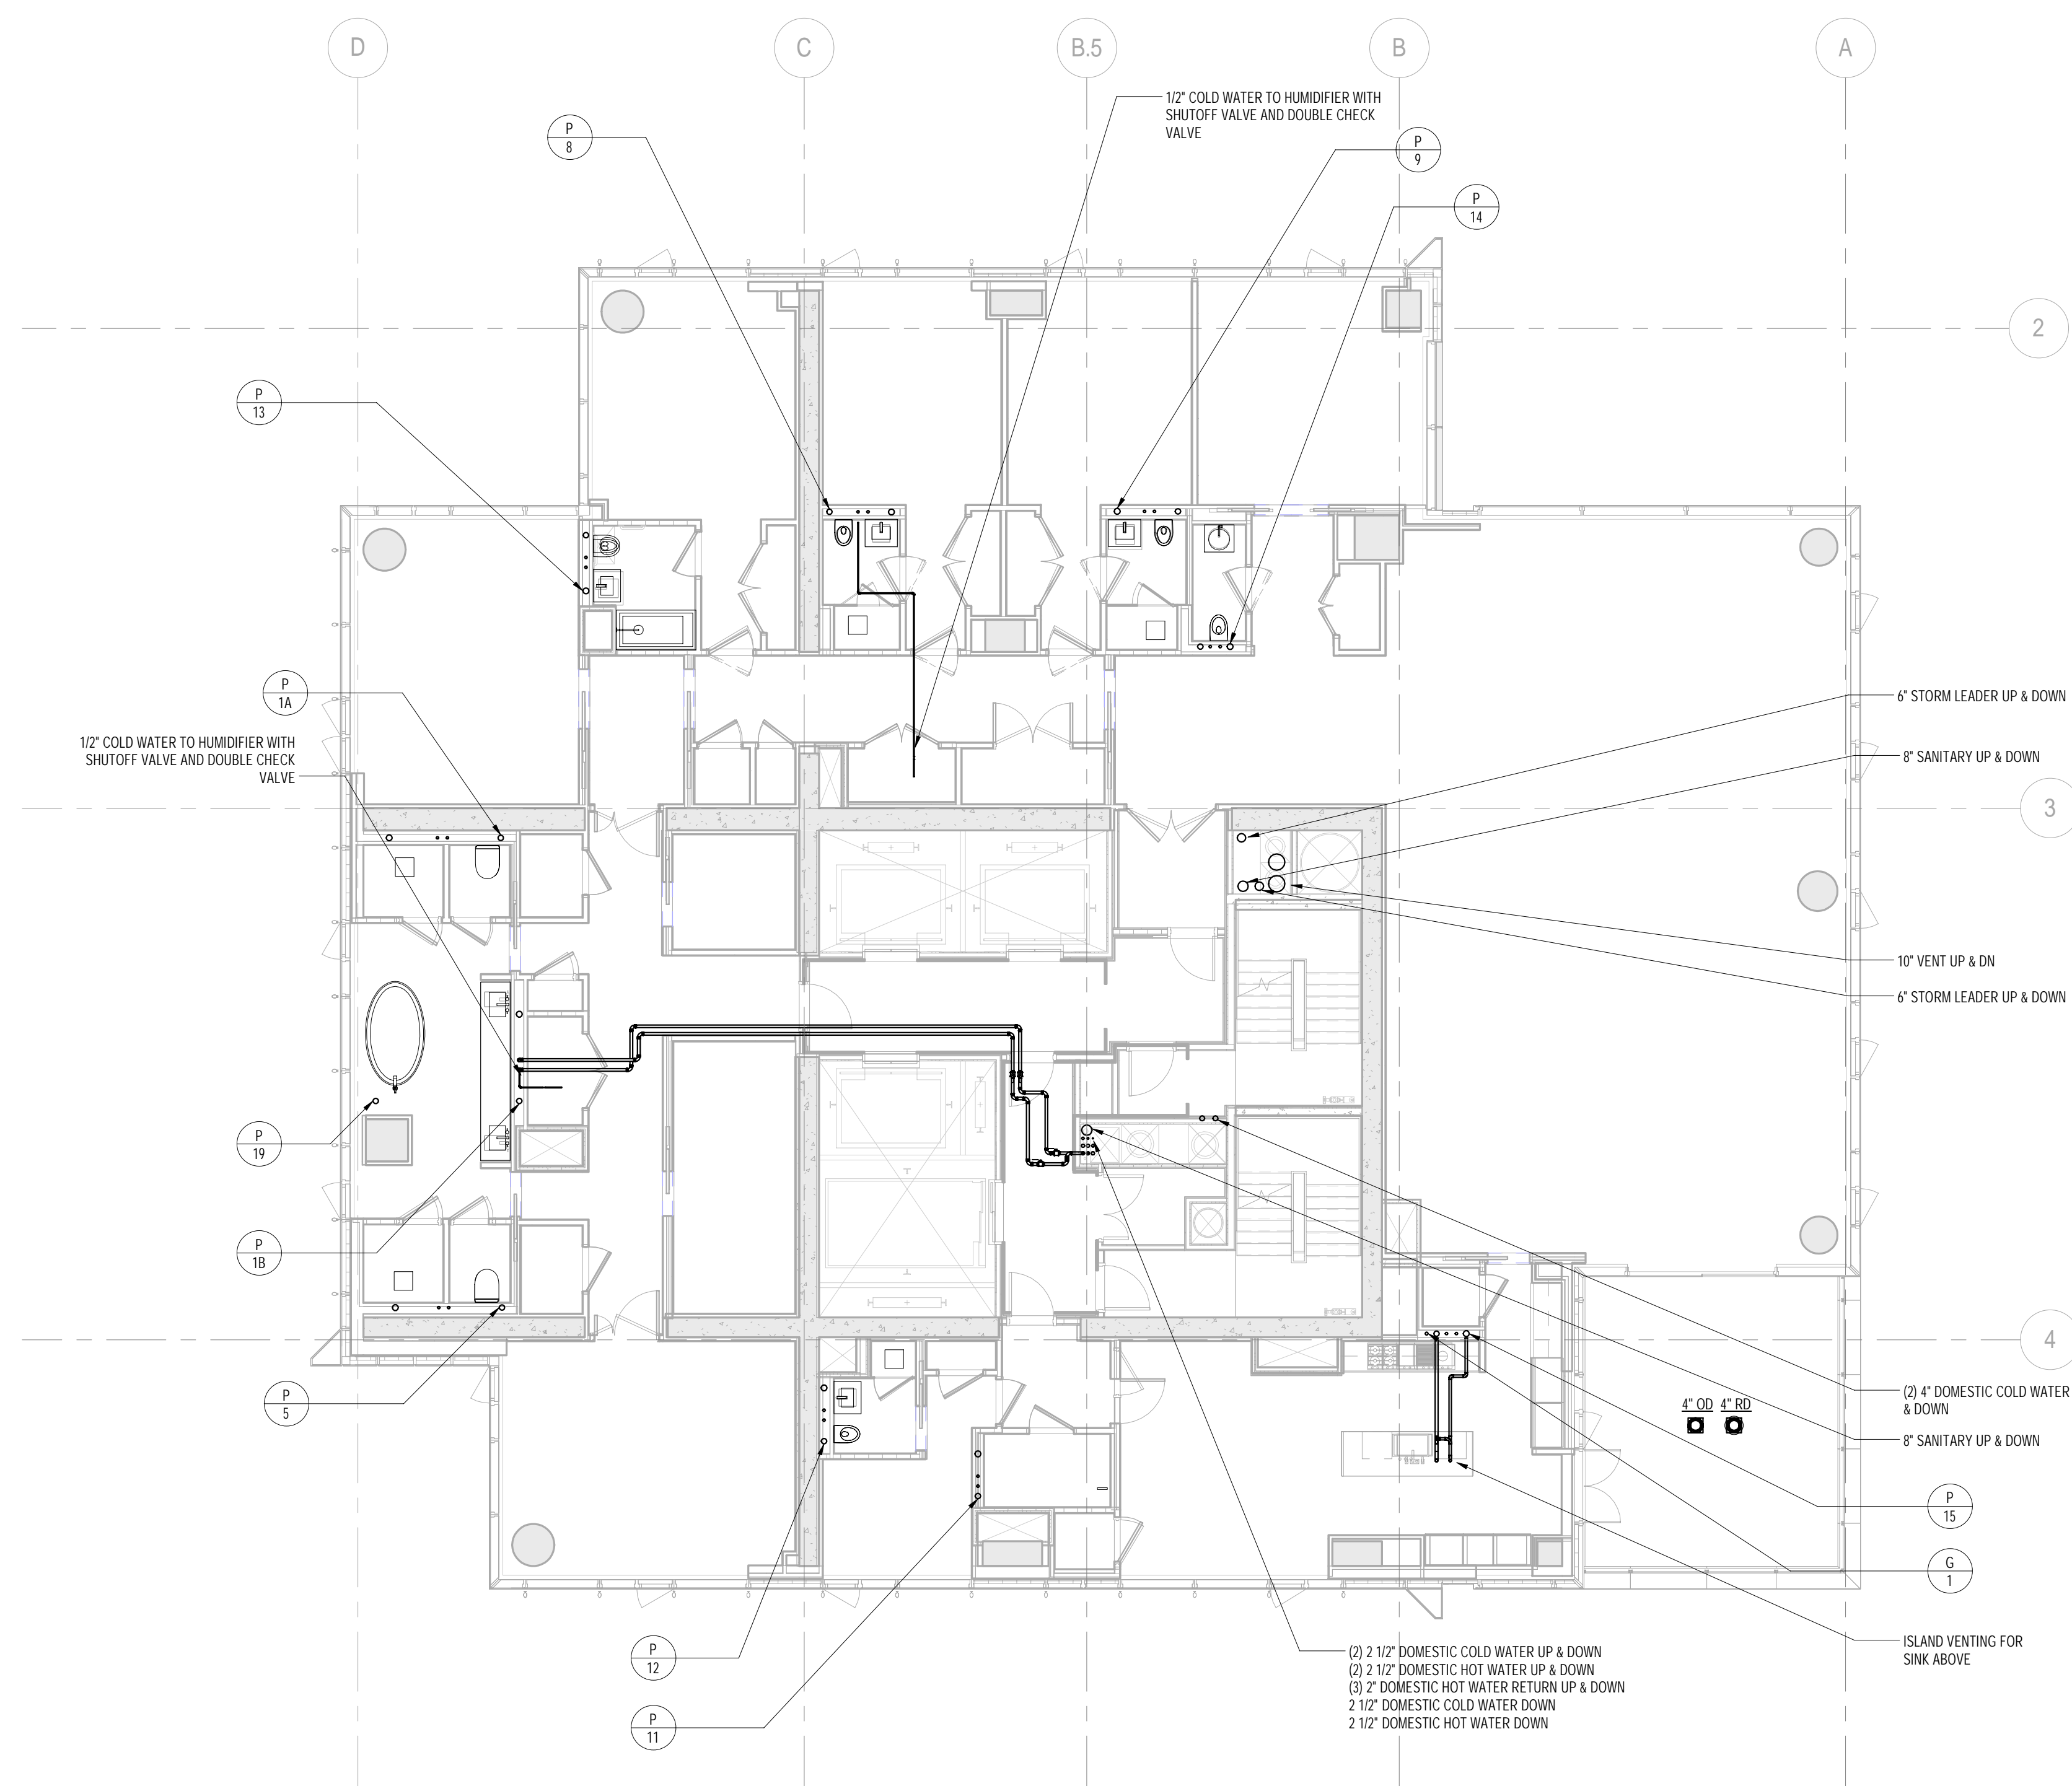 D
C
B.5
B
A
1/2" COLD WATER TO HUMIDIFIER WITH
SHUTOFF VALVE AND DOUBLE CHECK
VALVE
P
8
P
9
P
14
2
P
13
P
1A
6" STORM LEADER UP & DOWN
1/2" COLD WATER TO HUMIDIFIER WITH
SHUTOFF VALVE AND DOUBLE CHECK
VALVE
8" SANITARY UP & DOWN
3
10" VENT UP & DN
6" STORM LEADER UP & DOWN
P
19
P
1B
4
P
5
(2) 4" DOMESTIC COLD WATER
& DOWN
4" OD 4" RD
8" SANITARY UP & DOWN
P
15
G
1
ISLAND VENTING FOR
SINK ABOVE
P
12
(2) 2 1/2" DOMESTIC COLD WATER UP & DOWN
(2) 2 1/2" DOMESTIC HOT WATER UP & DOWN
(3) 2" DOMESTIC HOT WATER RETURN UP & DOWN
2 1/2" DOMESTIC COLD WATER DOWN
2 1/2" DOMESTIC HOT WATER DOWN
P
11